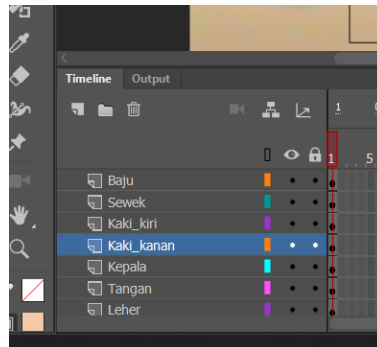 Timeline Output
1
1 5
Baju
Sewek
Kaki_kiri
Kaki_kanan
Kepala
Tangan
Leher